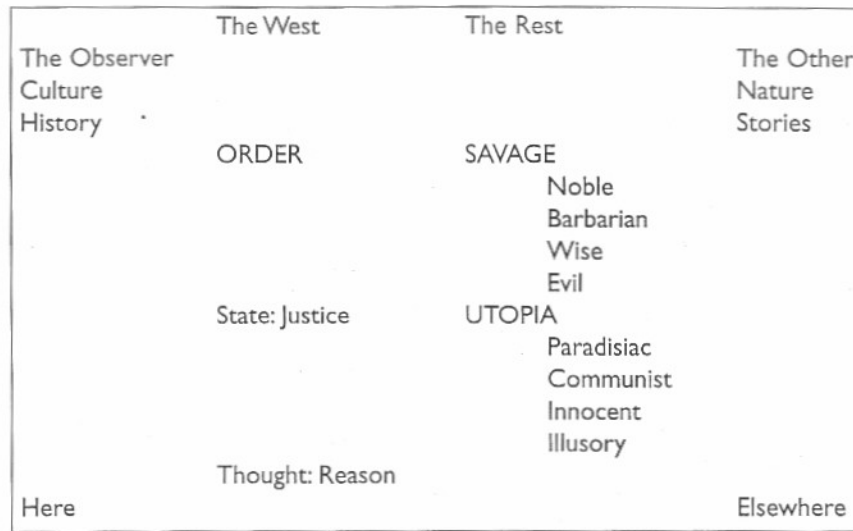 The West The Rest
The Observer The Other
Culture Nature
History Stories
ORDER SAVAGE
Noble
Barbarian
Wise
Evil
State: Justice UTOPIA
Paradisiac
Communist
Innocent
Illusory
Thought: Reason
Here Elsewhere